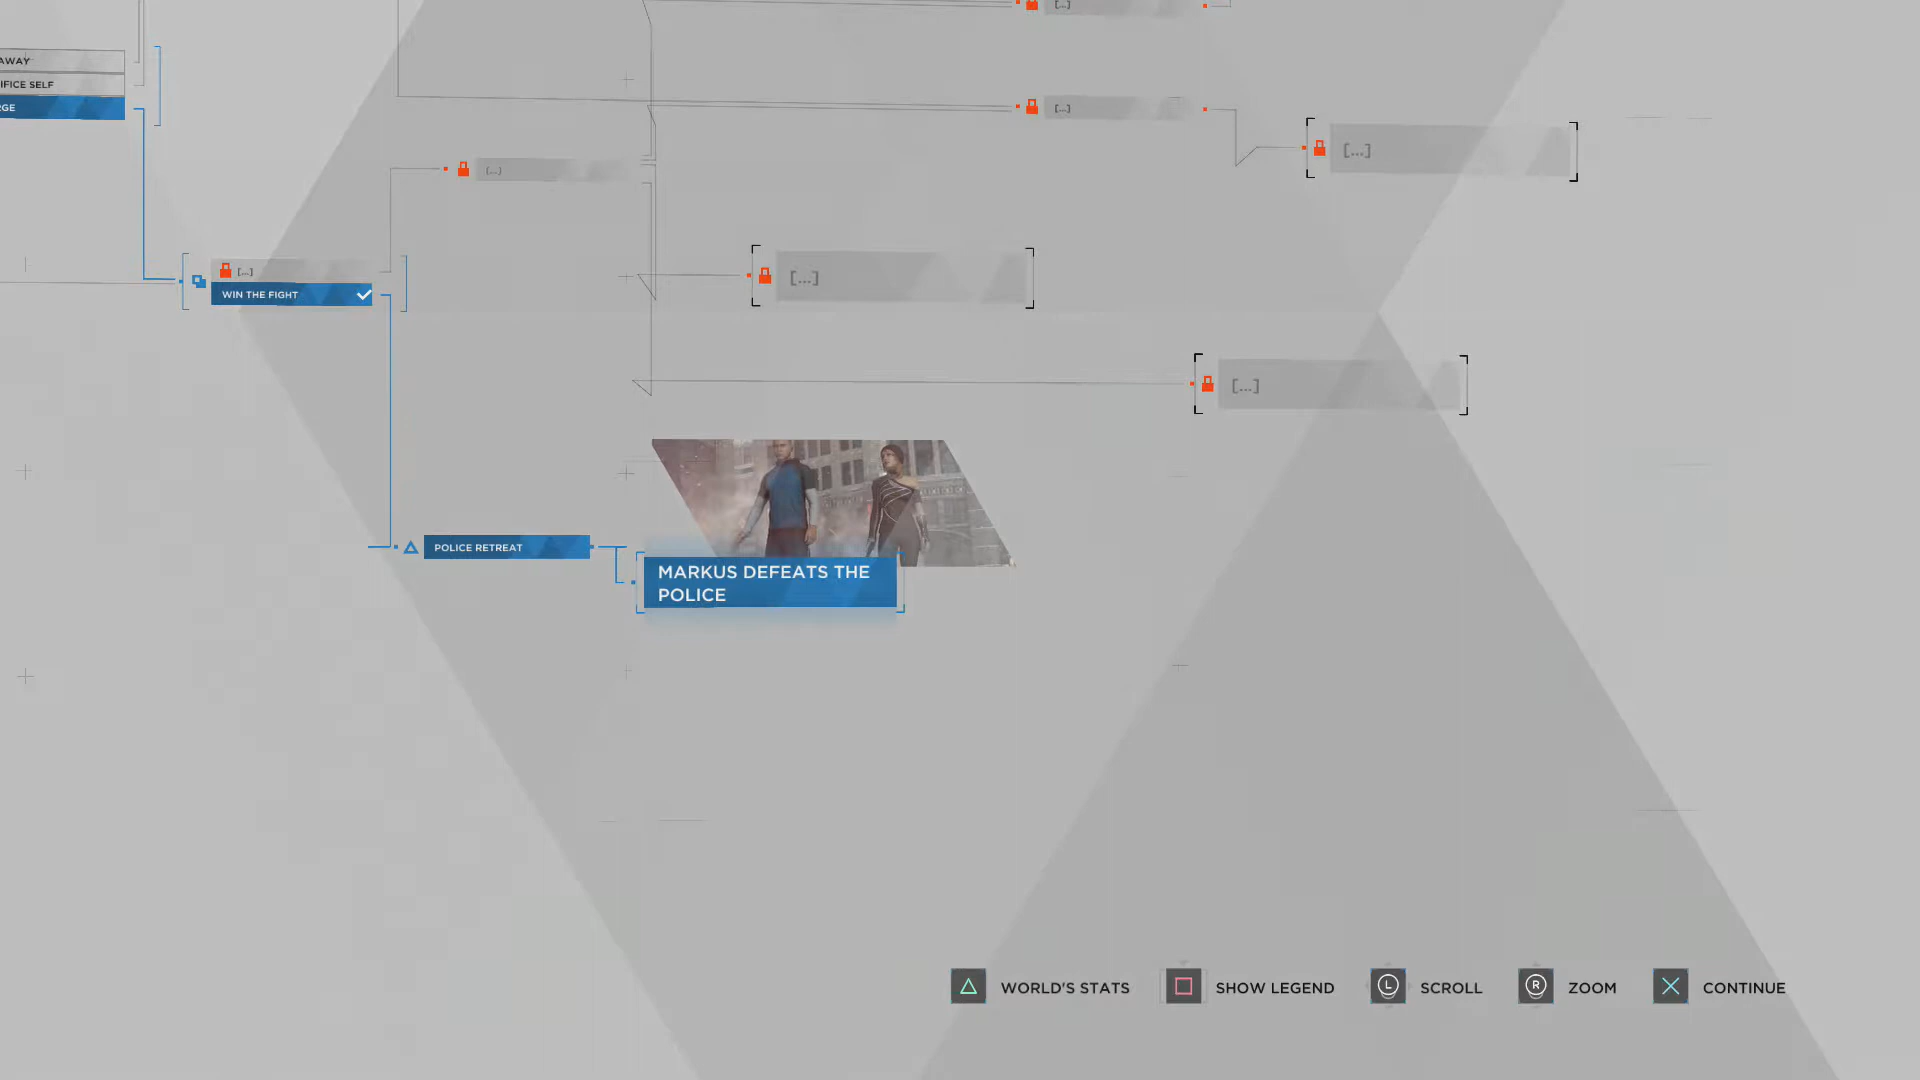 [...]
AWAY
IFICE SELF
RGE
[...]
[...]
[...]
[...]
WIN THE FIGHT
[...]
[...]
POLICE RETREAT
MARKUS DEFEATS THE
POLICE
WORLD'S STATS
SHOW LEGEND
L
SCROLL
R
ZOOM
CONTINUE